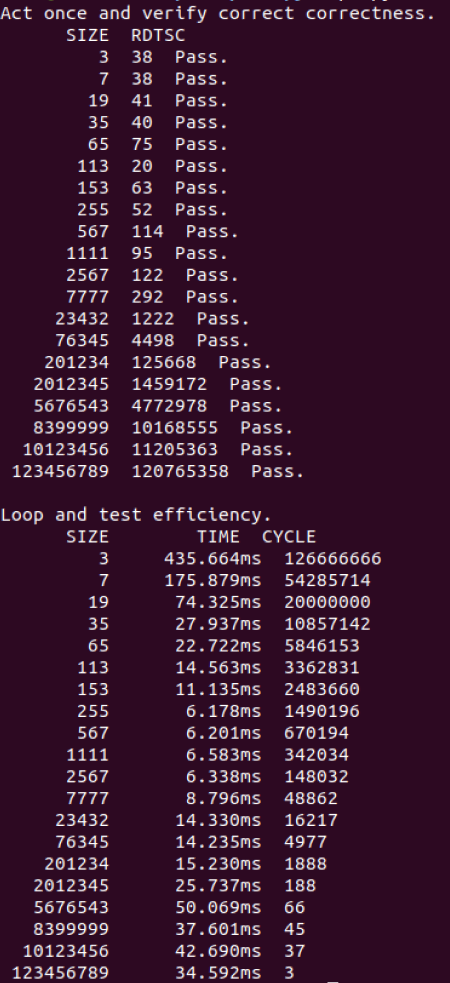 Act once and verify correct correctness.
SIZE RDTSC
3 38 Pass.
7 38 Pass.
19 41 Pass.
35 40 Pass.
65 75 Pass.
113 20 Pass.
153 63 Pass.
255 52 Pass.
567 114 Pass.
1111 95 Pass.
2567 122 Pass.
7777 292 Pass.
23432 1222 Pass.
76345 4498 Pass.
201234 125668 Pass.
2012345 1459172 Pass.
5676543 4772978 Pass.
8399999 10168555 Pass.
10123456 11205363 Pass.
123456789 120765358 Pass.
Loop and test efficiency.
SIZE TIME CYCLE
3 435.664ms 126666666
7 175.879ms 54285714
19 74.325ms 20000000
35 27.937ms 10857142
65 22.722ms 5846153
113 14.563ms 3362831
153 11.135ms 2483660
255 6.178ms 1490196
567 6.201ms 670194
1111 6.583ms 342034
2567 6.338ms 148032
7777 8.796ms 48862
23432 14.330ms 16217
76345 14.235ms 4977
201234 15.230ms 1888
2012345 25.737ms 188
5676543 50.069ms 66
8399999 37.601ms 45
10123456 42.690ms 37
123456789 34.592ms 3